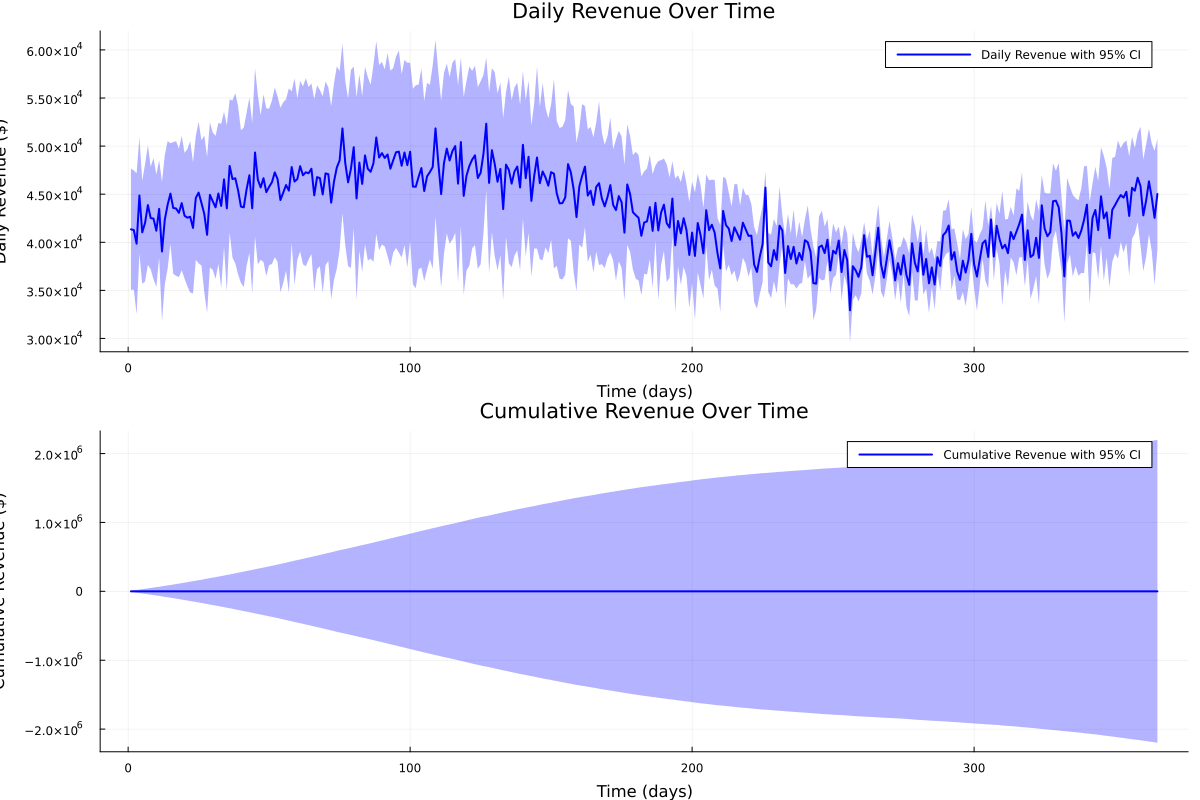 Daily Revenue Over Time
Daily Revenue ($)
6.00×10⁴
5.50×10⁴
5.00×10⁴
4.50×10⁴
4.00×10⁴
3.50×10⁴
3.00×10⁴
Daily Revenue with 95% CI
0 100 200 300
Time (days)
Cumulative Revenue Over Time
Cumulative Revenue ($)
2.0×10⁶
1.0×10⁶
0
−1.0×10⁶
−2.0×10⁶
Cumulative Revenue with 95% CI
0 100 200 300
Time (days)